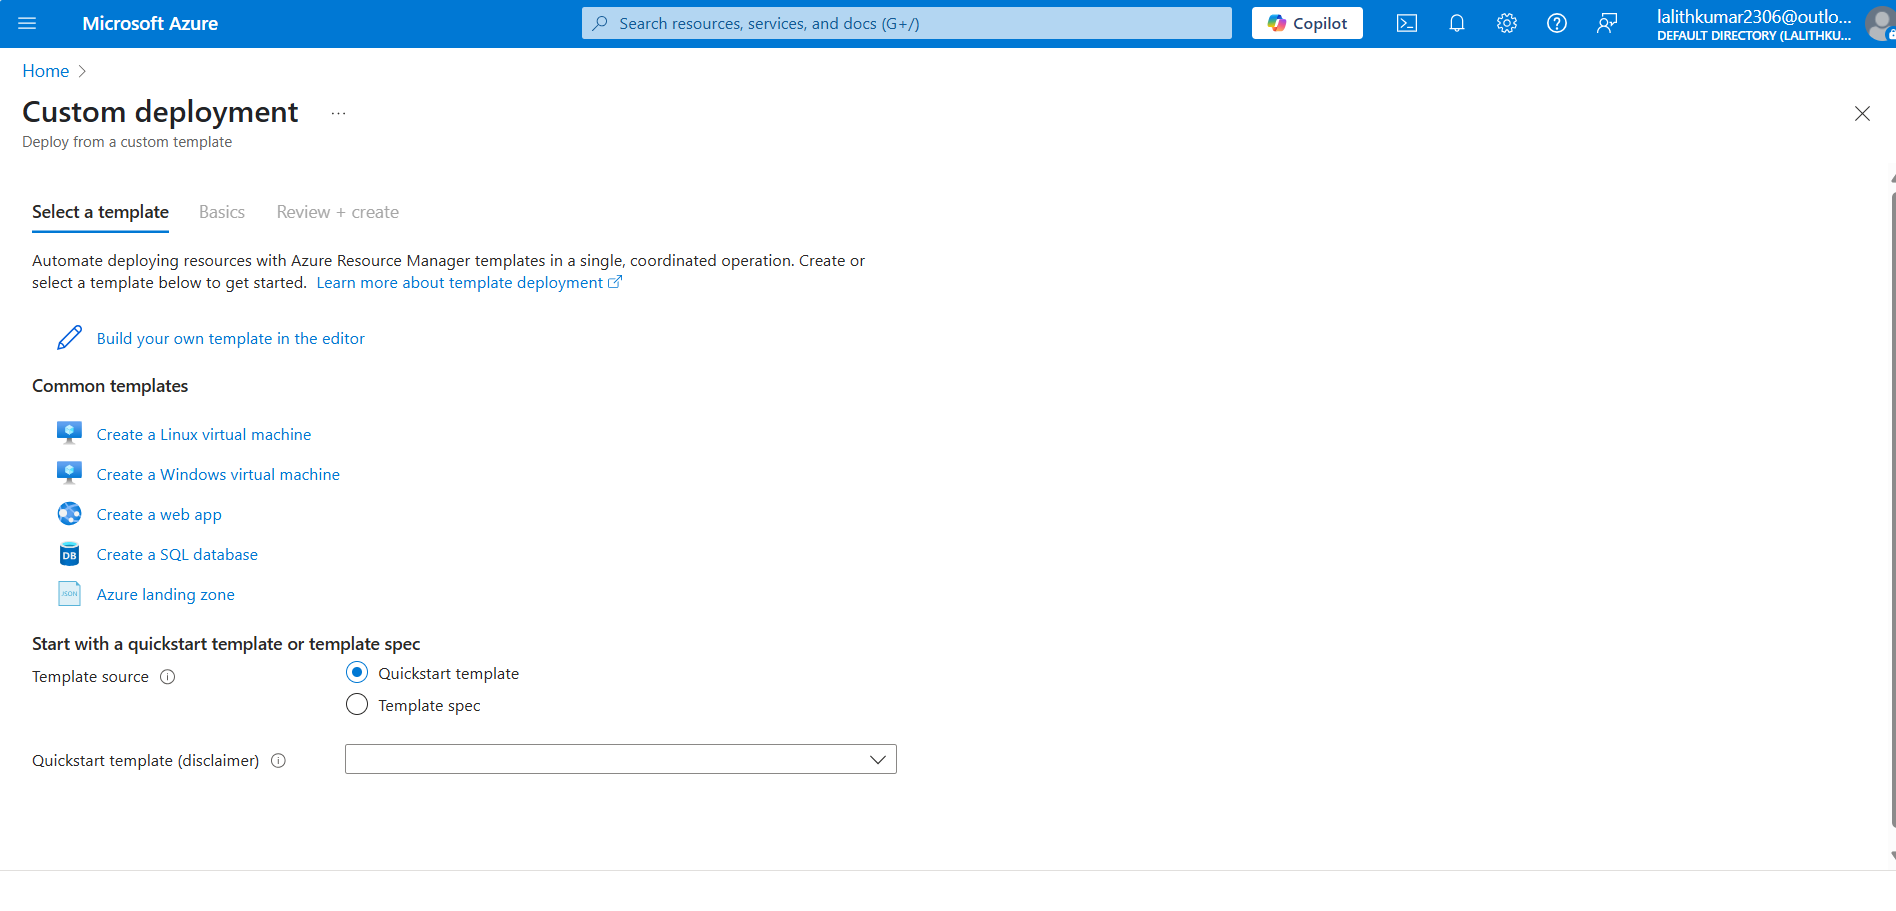 Microsoft Azure
Search resources, services, and docs (G+/)
Copilot
lalithkumar2306@outlo...
DEFAULT DIRECTORY (LALITHKU...
Home
Custom deployment ...
Deploy from a custom template
Select a template Basics Review + create
Automate deploying resources with Azure Resource Manager templates in a single, coordinated operation. Create or
select a template below to get started. Learn more about template deployment
Build your own template in the editor
Common templates
Create a Linux virtual machine
Create a Windows virtual machine
Create a web app
DB Create a SQL database
JSON Azure landing zone
Start with a quickstart template or template spec
Template source Quickstart template
Template spec
Quickstart template (disclaimer)